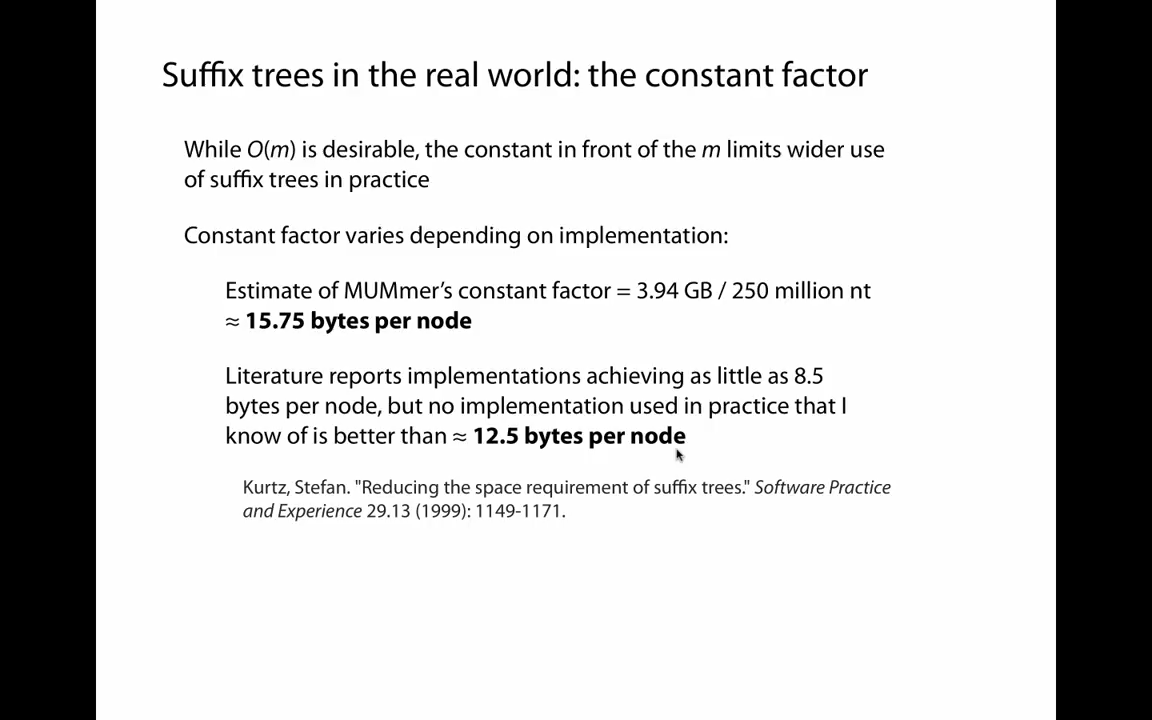 Suffix trees in the real world: the constant factor
While O(m) is desirable, the constant in front of the m limits wider use
of suffix trees in practice
Constant factor varies depending on implementation:
Estimate of MUMmer's constant factor = 3.94 GB / 250 million nt
≈ 15.75 bytes per node
Literature reports implementations achieving as little as 8.5
bytes per node, but no implementation used in practice that I
know of is better than ≈ 12.5 bytes per node
Kurtz, Stefan. "Reducing the space requirement of suffix trees." Software Practice
and Experience 29.13 (1999): 1149-1171.